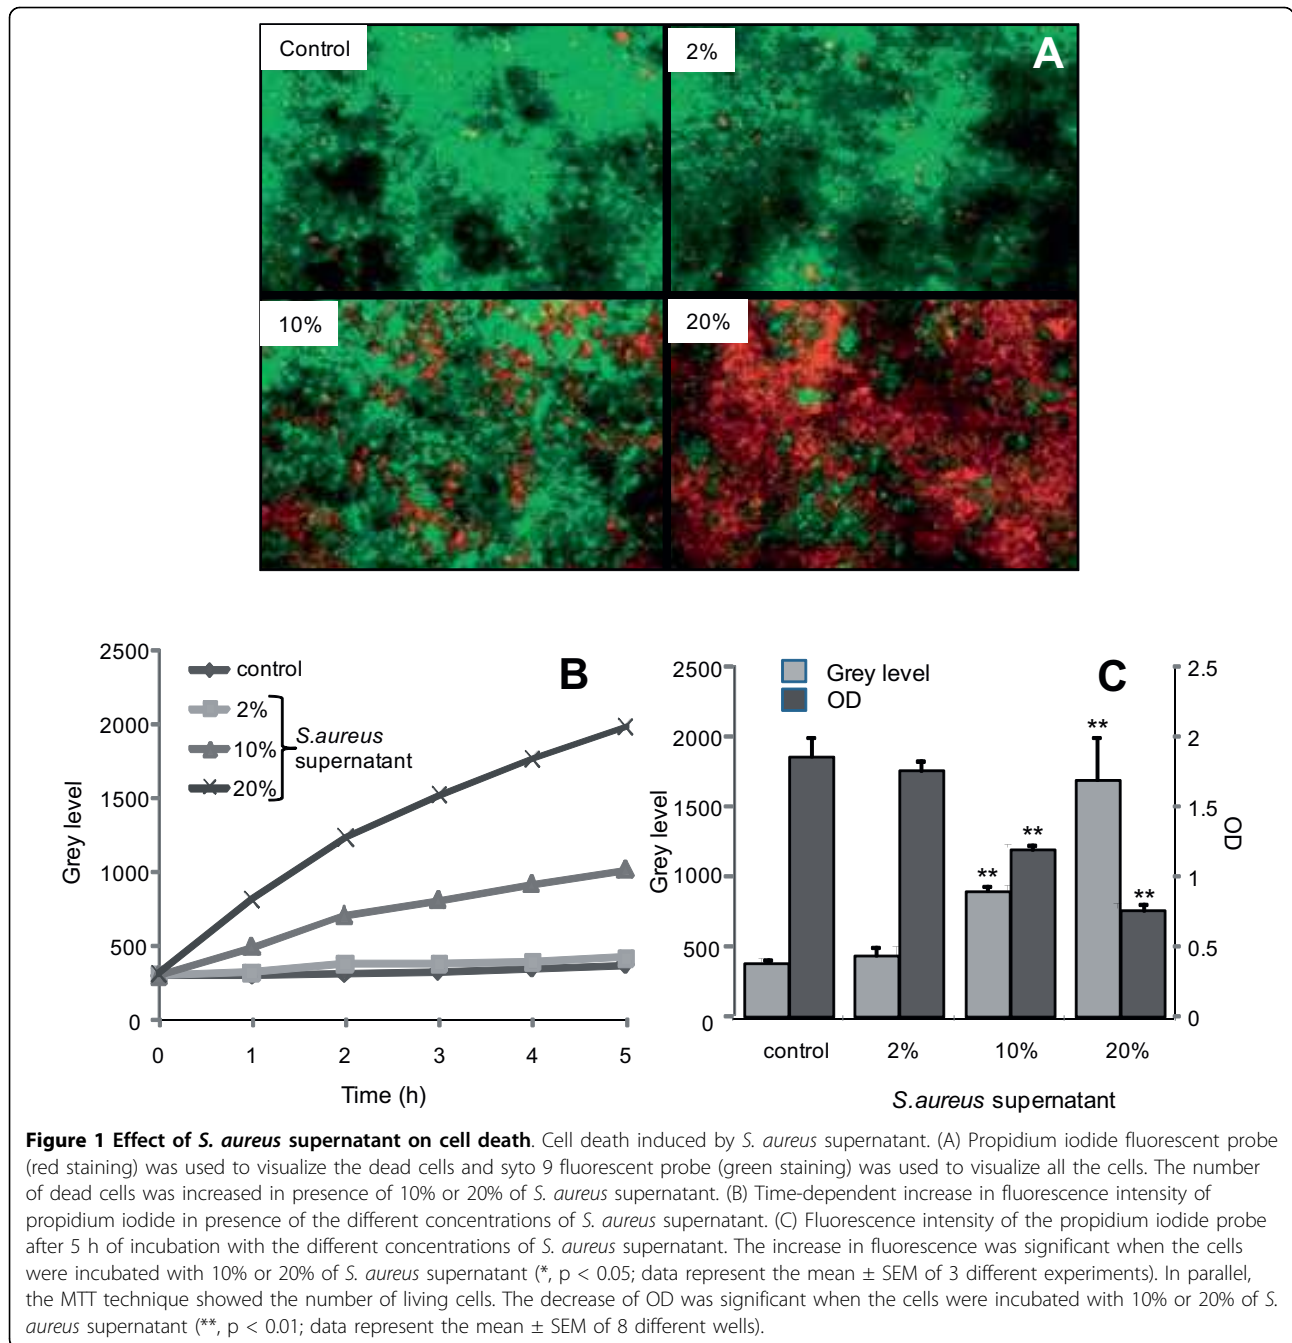 Control
2%
A
10%
20%
2500
2000
1500
1000
500
0
Grey level
control
2%
10%
20%
S.aureus
supernatant
B
0 1 2 3 4 5
Time (h)
2500
2000
1500
1000
500
0
Grey level
Grey level
OD
C
**
**
**
**
2.5
2
1.5
1
0.5
0
OD
control 2% 10% 20%
S.aureus supernatant
Figure 1 Effect of S. aureus supernatant on cell death. Cell death induced by S. aureus supernatant. (A) Propidium iodide fluorescent probe
(red staining) was used to visualize the dead cells and syto 9 fluorescent probe (green staining) was used to visualize all the cells. The number
of dead cells was increased in presence of 10% or 20% of S. aureus supernatant. (B) Time-dependent increase in fluorescence intensity of
propidium iodide in presence of the different concentrations of S. aureus supernatant. (C) Fluorescence intensity of the propidium iodide probe
after 5 h of incubation with the different concentrations of S. aureus supernatant. The increase in fluorescence was significant when the cells
were incubated with 10% or 20% of S. aureus supernatant (*, p < 0.05; data represent the mean ± SEM of 3 different experiments). In parallel,
the MTT technique showed the number of living cells. The decrease of OD was significant when the cells were incubated with 10% or 20% of S.
aureus supernatant (**, p < 0.01; data represent the mean ± SEM of 8 different wells).